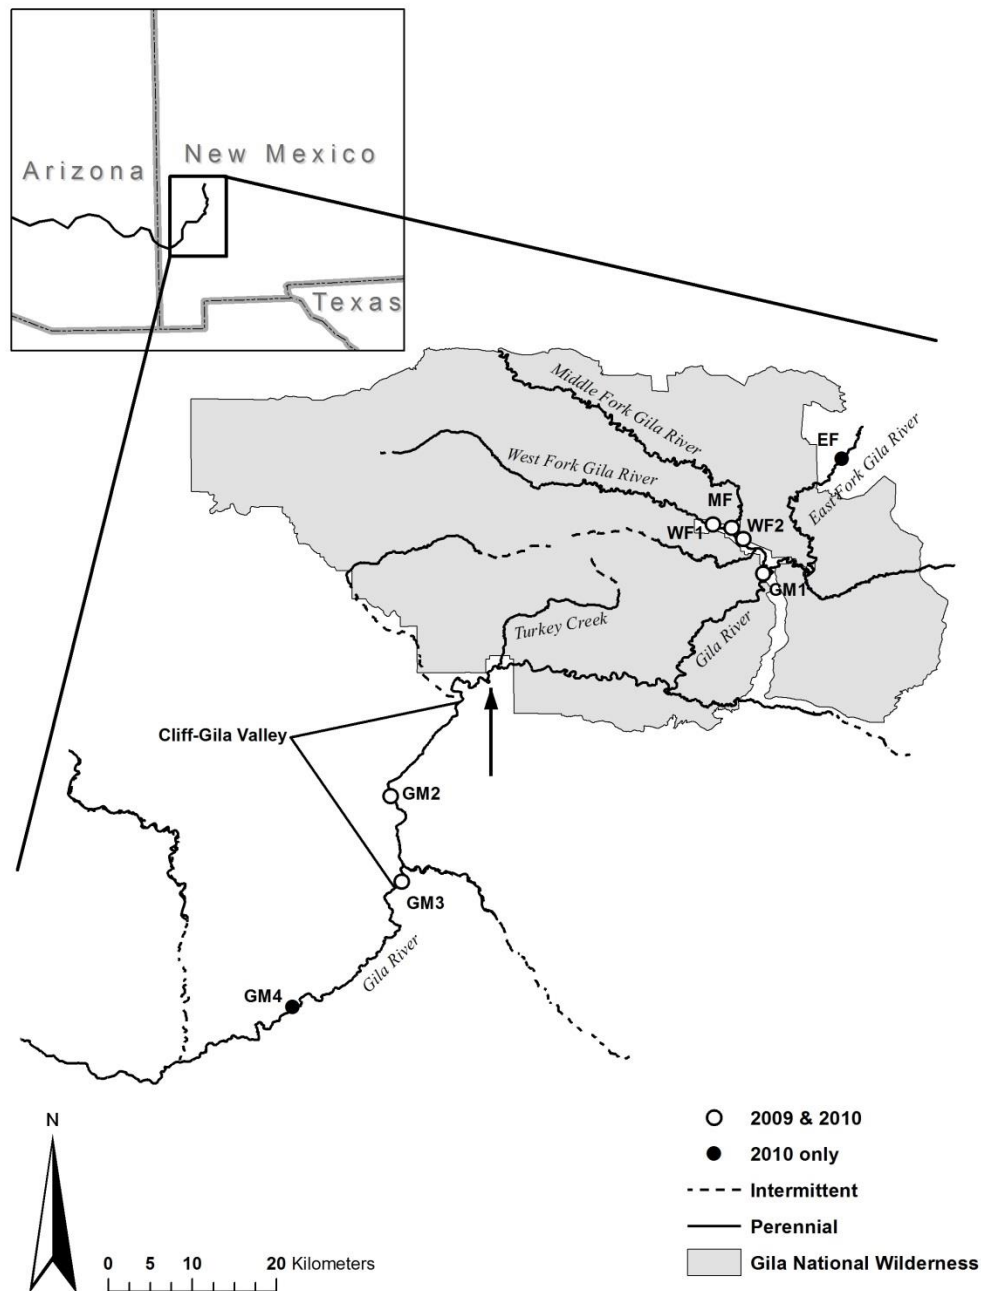 New Mexico
Arizona
Texas
Middle Fork Gila River
West Fork Gila River
EF
East Fork Gila River
MF
WF1
WF2
GM1
Turkey Creek
Gila River
Cliff-Gila Valley
GM2
GM3
Gila River
GM4
N
0 5 10 20 Kilometers
2009 & 2010
2010 only
Intermittent
Perennial
Gila National Wilderness